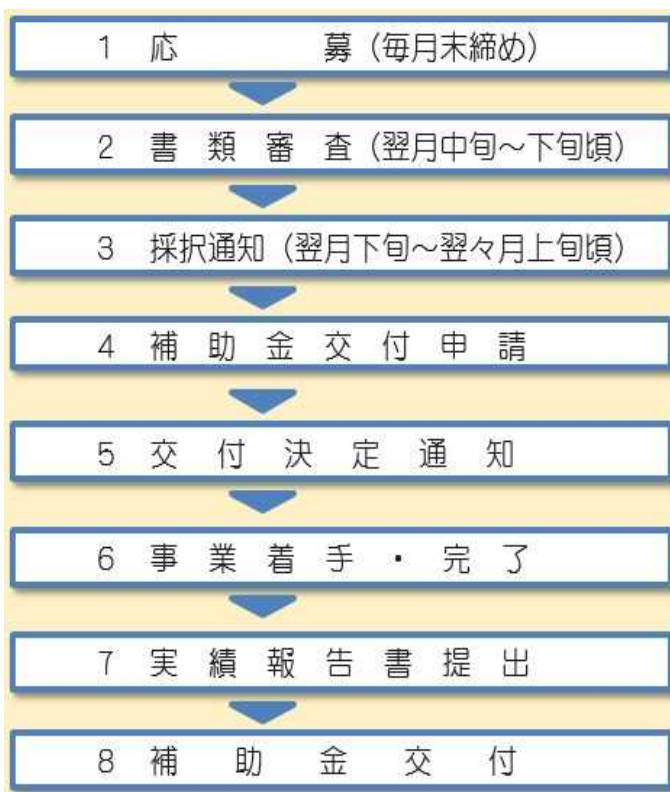 1 応募(毎月末締め)
2 書類審査(翌月中旬~下旬頃)
3 採択通知(翌月下旬~翌々月上旬頃)
4 補助金交付申請
5 交付決定通知
6 事業着手・完了
7 実績報告書提出
8 補助金交付